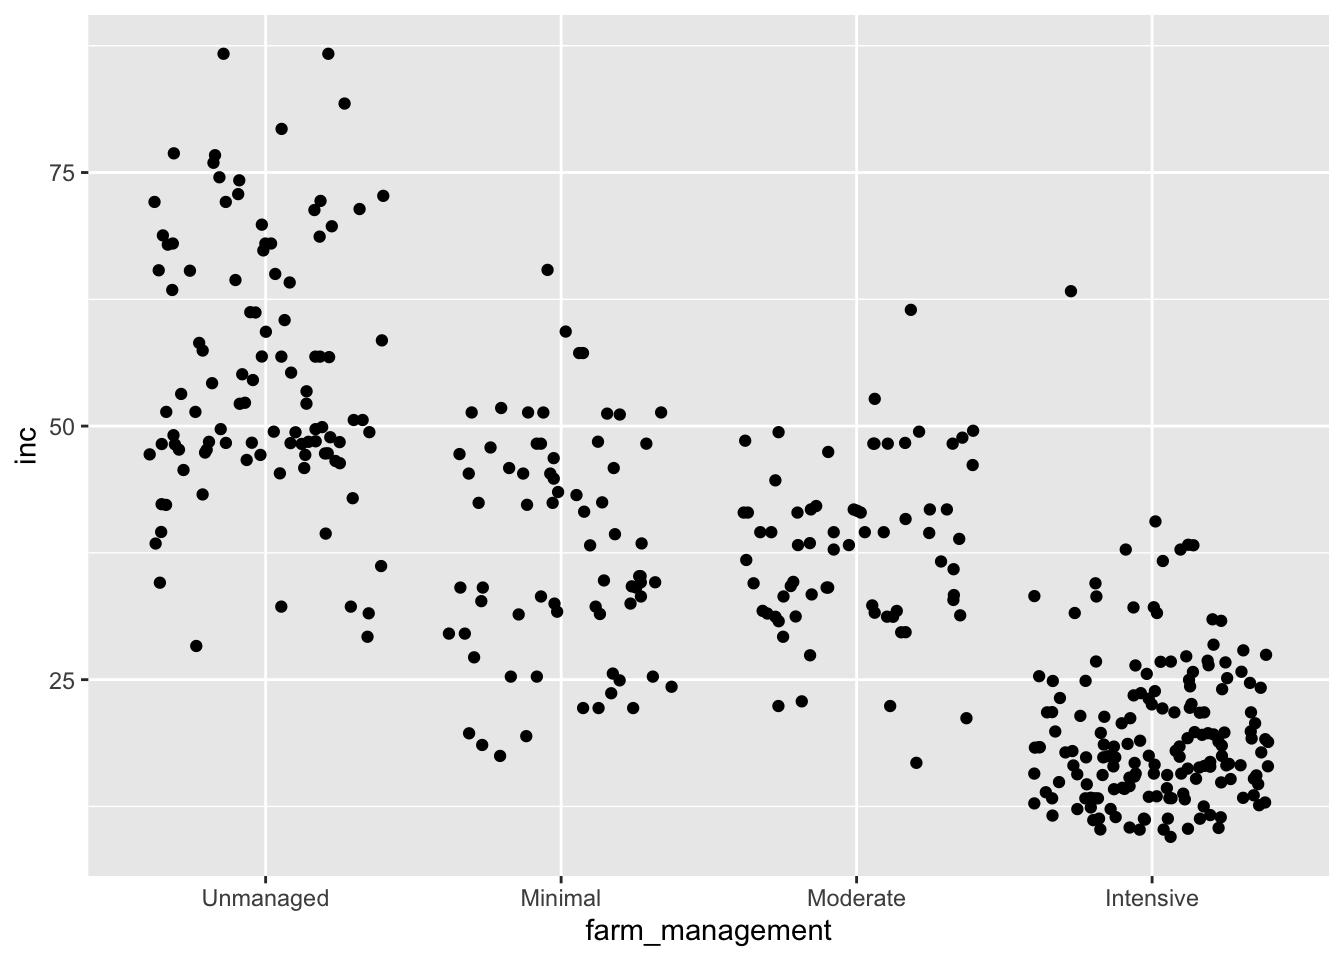 75
50
25
inc
Unmanaged
Minimal
Moderate
Intensive
farm_management